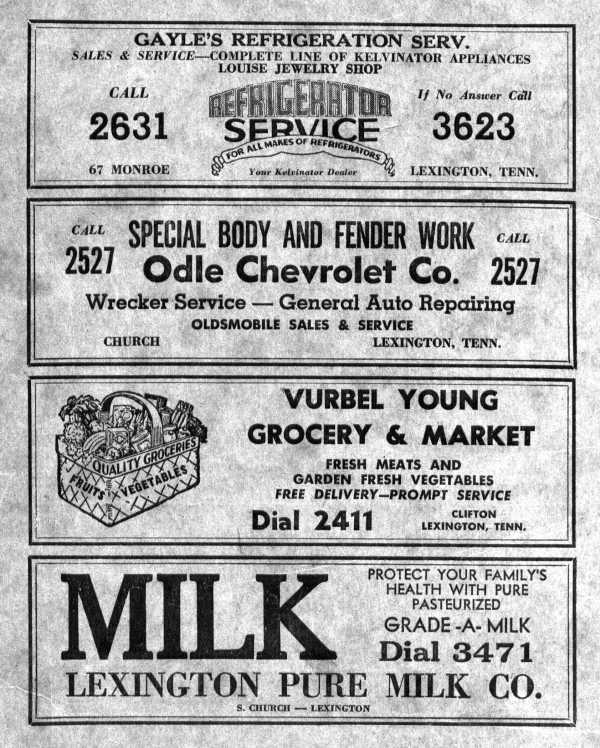 GAYLE'S REFRIGERATION SERV.
SALES & SERVICE—COMPLETE LINE OF KELVINATOR APPLIANCES
LOUISE JEWELRY SHOP
CALL
2631
67 MONROE
REFRIGERATOR
SERVICE
FOR ALL MAKES OF REFRIGERATORS
Your Kelvinator Dealer
If No Answer Call
3623
LEXINGTON, TENN.
CALL
2527
SPECIAL BODY AND FENDER WORK
Odle Chevrolet Co.
CALL
2527
Wrecker Service — General Auto Repairing
OLDSMOBILE SALES & SERVICE
CHURCH
LEXINGTON, TENN.
QUALITY GROCERIES
FRUITS VEGETABLES
VURBEL YOUNG
GROCERY & MARKET
FRESH MEATS AND
GARDEN FRESH VEGETABLES
FREE DELIVERY—PROMPT SERVICE
Dial 2411
CLIFTON
LEXINGTON, TENN.
MILK
PROTECT YOUR FAMILY'S
HEALTH WITH PURE
PASTEURIZED
GRADE -A- MILK
Dial 3471
LEXINGTON PURE MILK CO.
S. CHURCH — LEXINGTON